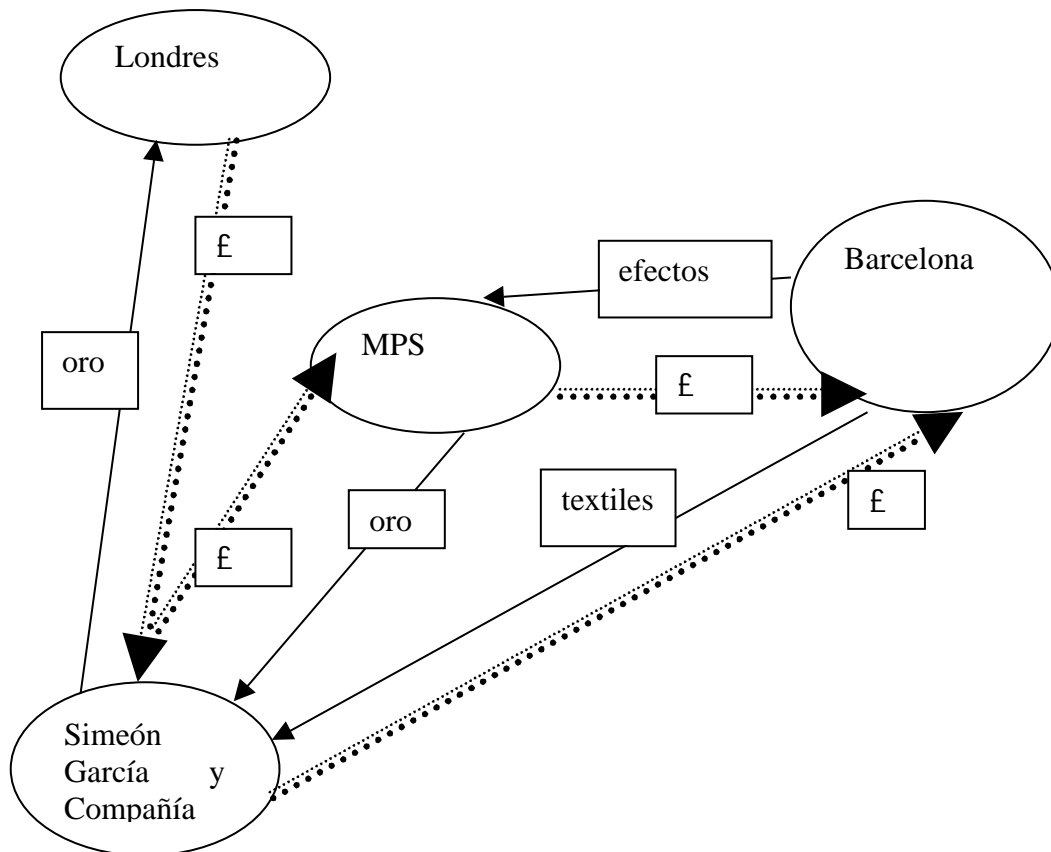 Londres
£
efectos
Barcelona
oro
MPS
£
textiles
oro
£
£
Simeón
García y
Compañía